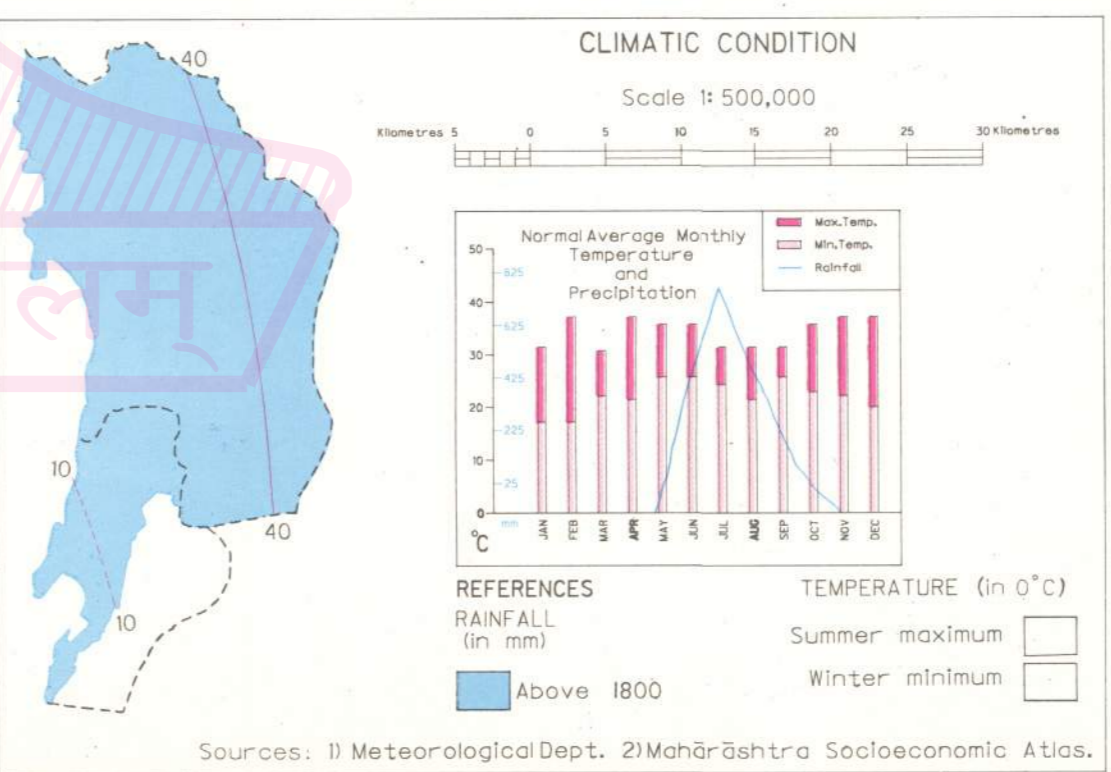 CLIMATIC CONDITION
Scale 1: 500,000
Kilometres 5 0 5 10 15 20 25 30 Kilometres
40
Normal Average Monthly
Temperature
and
Precipitation
Max.Temp.
Min.Temp.
Rainfall
50
825
40
625
30
425
20
225
10
25
0
mm
°C
JAN FEB MAR APR MAY JUN JUL AUG SEP OCT NOV DEC
लम्
10
40
10
REFERENCES
RAINFALL
(in mm)
Above 1800
TEMPERATURE (in 0°C)
Summer maximum
Winter minimum
Sources: 1) Meteorological Dept. 2) Mahārāshtra Socioeconomic Atlas.